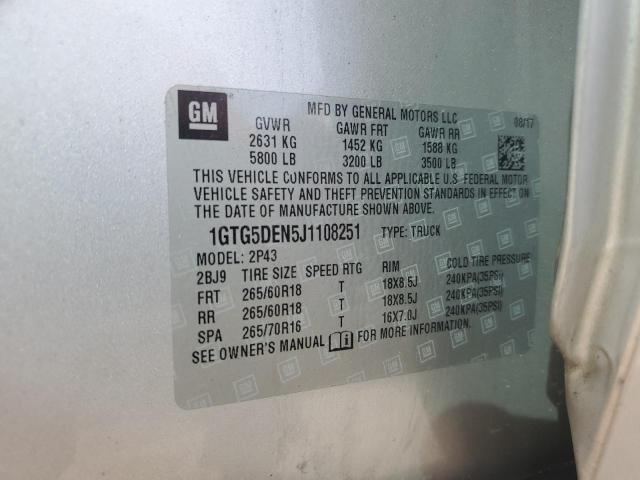 GM
MFD BY GENERAL MOTORS LLC 08/17
GVWR GAWR FRT GAWR RR
2631 KG 1452 KG 1588 KG
5800 LB 3200 LB 3500 LB
THIS VEHICLE CONFORMS TO ALL APPLICABLE U.S. FEDERAL MOTOR
VEHICLE SAFETY AND THEFT PREVENTION STANDARDS IN EFFECT ON
THE DATE OF MANUFACTURE SHOWN ABOVE.
1GTG5DEN5J1108251 TYPE: TRUCK
MODEL: 2P43
2BJ9 TIRE SIZE SPEED RTG RIM COLD TIRE PRESSURE
FRT 265/60R18 T 18X8.5J 240KPA(35PSI)
RR 265/60R18 T 18X8.5J 240KPA(35PSI)
SPA 265/70R16 T 16X7.0J 240KPA(35PSI)
SEE OWNER'S MANUAL FOR MORE INFORMATION.